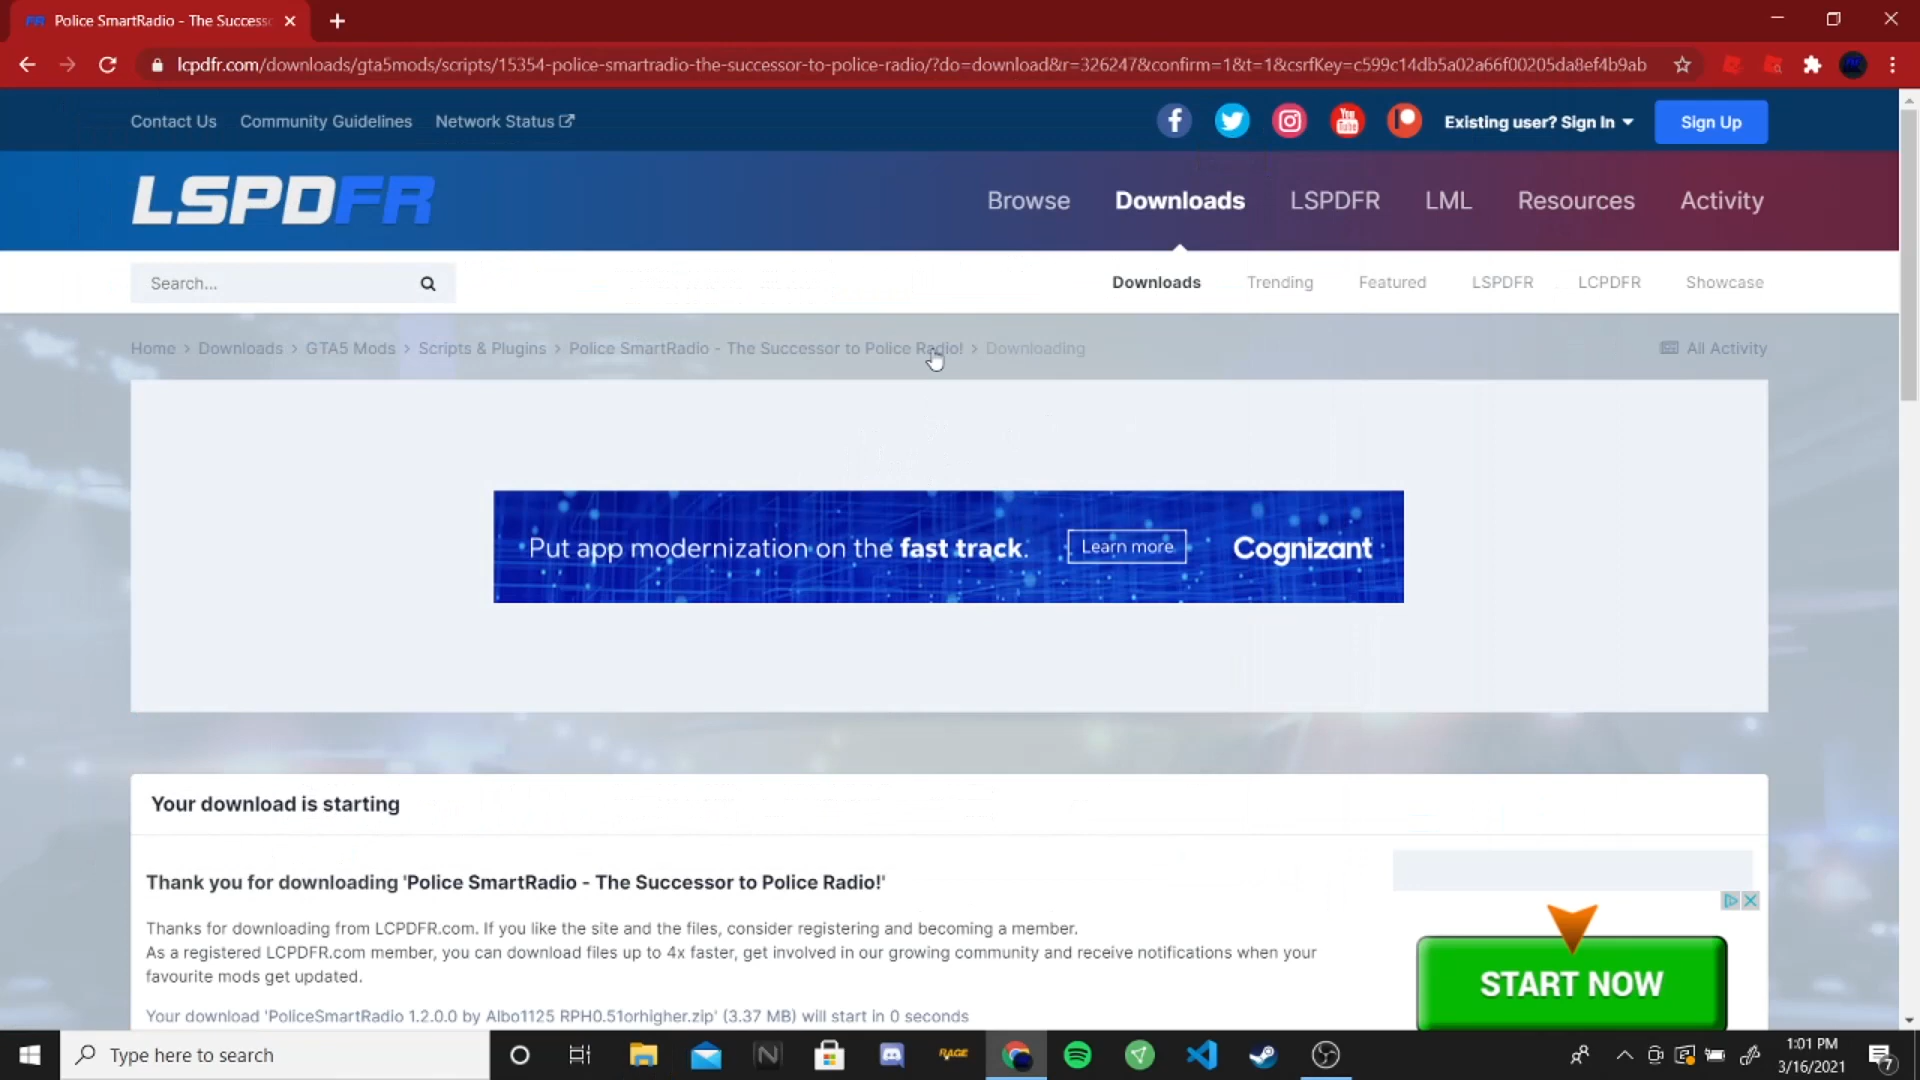 Police SmartRadio - The Success
lcpdfr.com/downloads/gta5mods/scripts/15354-police-smartradio-the-successor-to-police-radio/?do=download&r=326247&confirm=1&t=1&csrfKey=c599c14db5a02a66f00205da8ef4b9ab
Contact Us Community Guidelines Network Status Existing user? Sign In Sign Up
LSPDFR
Browse Downloads LSPDFR LML Resources Activity
Search... Downloads Trending Featured LSPDFR LCPDFR Showcase
Home > Downloads > GTA5 Mods > Scripts & Plugins > Police SmartRadio - The Successor to Police Radio! > Downloading All Activity
Put app modernization on the fast track. Learn more Cognizant
Your download is starting
Thank you for downloading 'Police SmartRadio - The Successor to Police Radio!'
Thanks for downloading from LCPDFR.com. If you like the site and the files, consider registering and becoming a member.
As a registered LCPDFR.com member, you can download files up to 4x faster, get involved in our growing community and receive notifications when your
favourite mods get updated.
START NOW
Your download 'PoliceSmartRadio 1.2.0.0 by Albo1125 RPH0.51orhigher.zip' (3.37 MB) will start in 0 seconds
Type here to search
RAGE
1:01 PM
3/16/2021
7